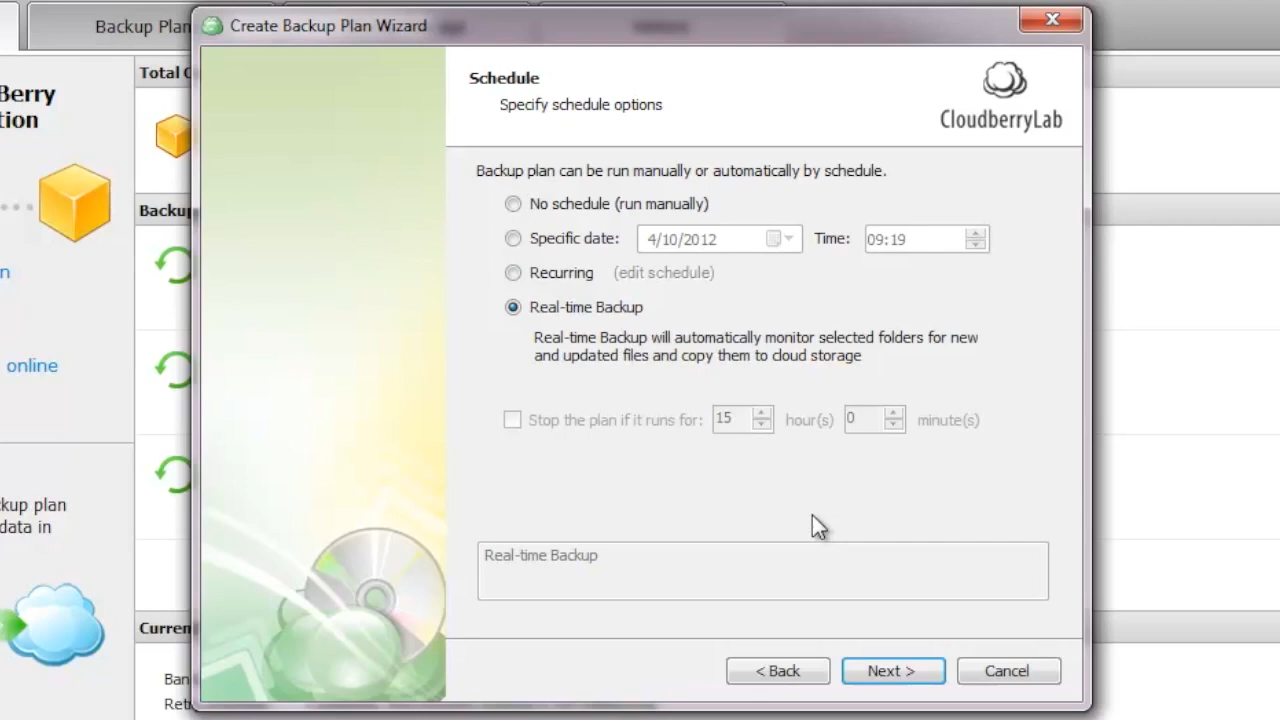 Backup Plan
Create Backup Plan Wizard
Berry
tion
n
online
kup plan
data in
Total C
Backup
Curren
Ban
Retr
Schedule
Specify schedule options
CloudberryLab
Backup plan can be run manually or automatically by schedule.
No schedule (run manually)
Specific date: 4/10/2012 Time: 09:19
Recurring (edit schedule)
Real-time Backup
Real-time Backup will automatically monitor selected folders for new
and updated files and copy them to cloud storage
Stop the plan if it runs for: 15 hour(s) 0 minute(s)
Real-time Backup
< Back Next > Cancel